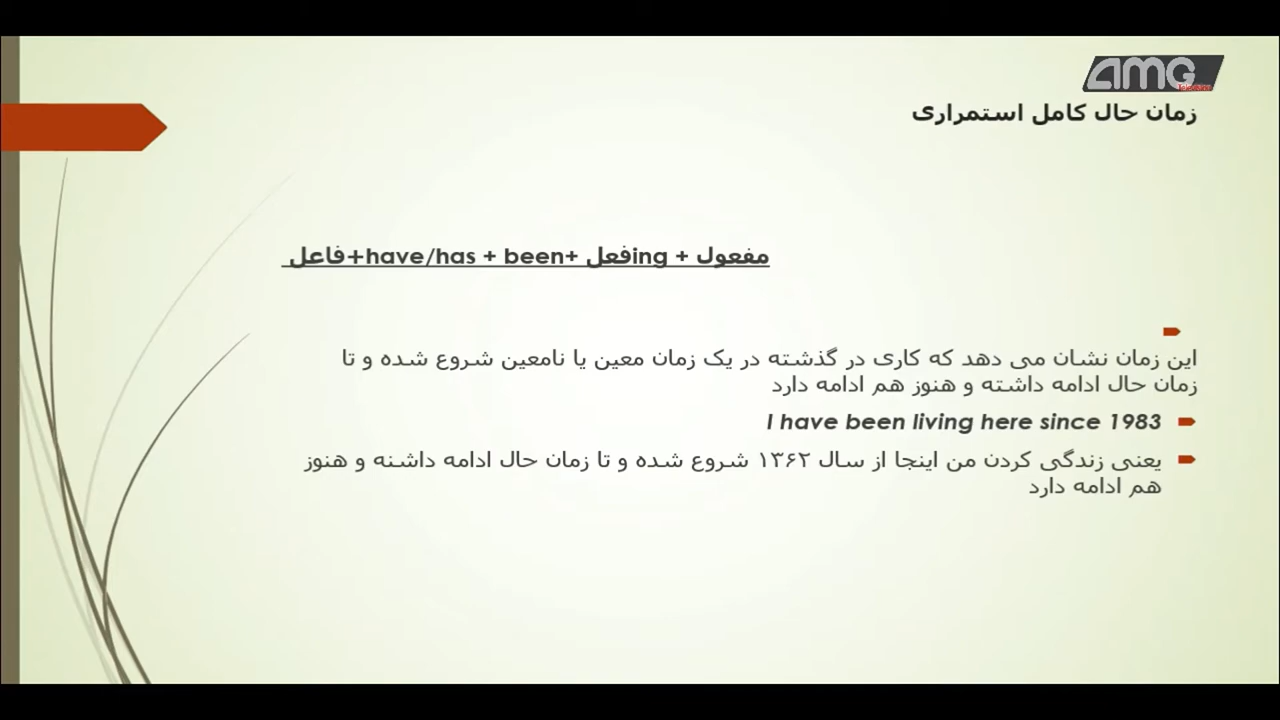 AMG
زمان حال کامل استمراری
فاعل+have/has + been+ فعلing + مفعول
این زمان نشان می دهد که کاری در گذشته در یک زمان معین یا نامعین شروع شده و تا
زمان حال ادامه داشته و هنوز هم ادامه دارد
I have been living here since 1983
یعنی زندگی کردن من اینجا از سال ۱۳۶۲ شروع شده و تا زمان حال ادامه داشنه و هنوز
هم ادامه دارد